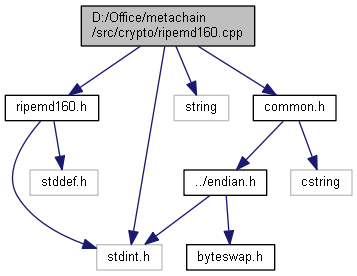 D:/Office/metachain
/src/crypto/ripemd160.cpp
ripemd160.h
string
common.h
stddef.h
../endian.h
cstring
stdint.h
byteswap.h